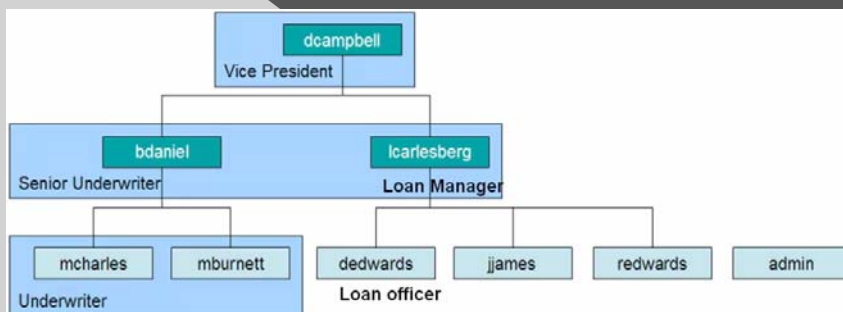 dcampbell
Vice President
bdaniel
lcarlesberg
Senior Underwriter
Loan Manager
mcharles
mburnett
dedwards
jjames
redwards
admin
Underwriter
Loan officer